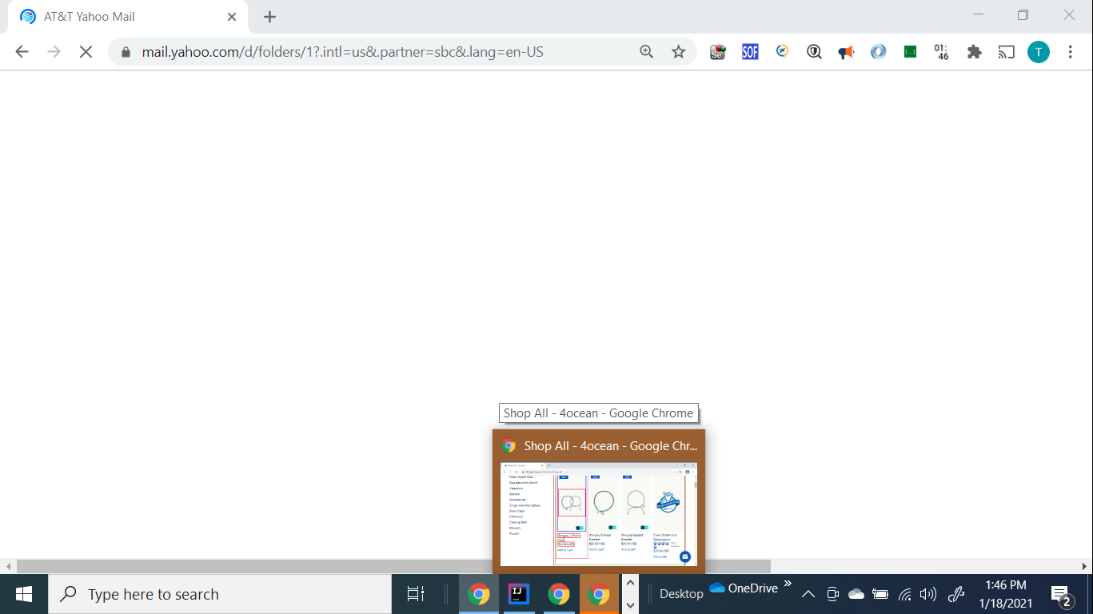 AT&T Yahoo Mail
mail.yahoo.com/d/folders/1?.intl=us&.partner=sbc&.lang=en-US
SOF
01:
46
T
Shop All - 4ocean - Google Chrome
Shop All - 4ocean - Google Chr...
Type here to search
IJ
Desktop
OneDrive
1:46 PM
1/18/2021
2